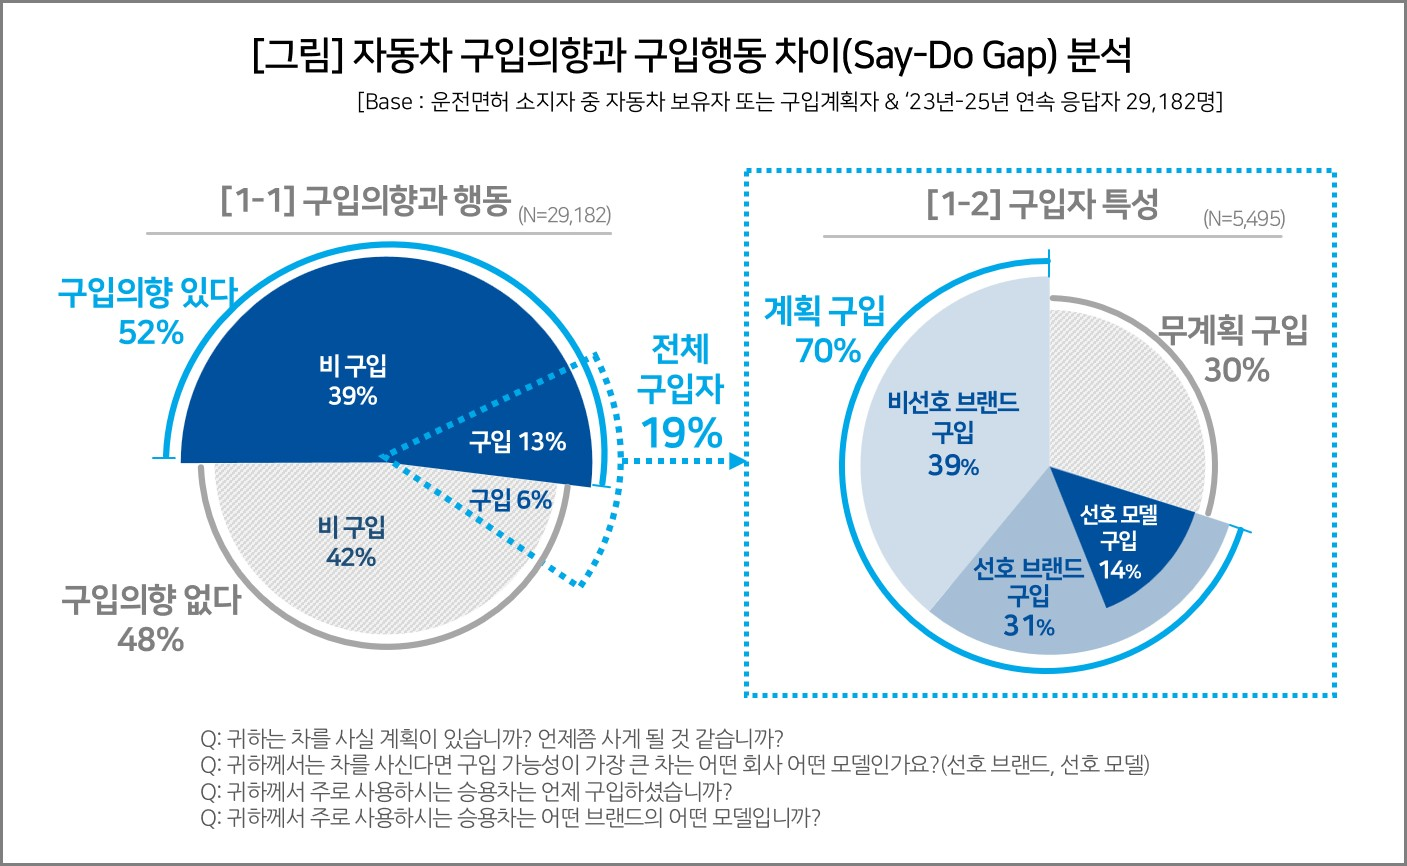 [그림] 자동차 구입의향과 구입행동 차이(Say-Do Gap) 분석
[Base : 운전면허 소지자 중 자동차 보유자 또는 구입계획자 & ‘23년-25년 연속 응답자 29,182명]
[1-1] 구입의향과 행동 (N=29,182)
구입의향 있다
52%
비 구입
39%
구입 13%
구입 6%
비 구입
42%
구입의향 없다
48%
전체
구입자
19%
[1-2] 구입자 특성 (N=5,495)
계획 구입
70%
무계획 구입
30%
비선호 브랜드
구입
39%
선호 모델
구입
14%
선호 브랜드
구입
31%
Q: 귀하는 차를 사실 계획이 있습니까? 언제쯤 사게 될 것 같습니까?
Q: 귀하께서는 차를 사신다면 구입 가능성이 가장 큰 차는 어떤 회사 어떤 모델인가요?(선호 브랜드, 선호 모델)
Q: 귀하께서 주로 사용하시는 승용차는 언제 구입하셨습니까?
Q: 귀하께서 주로 사용하시는 승용차는 어떤 브랜드의 어떤 모델입니까?